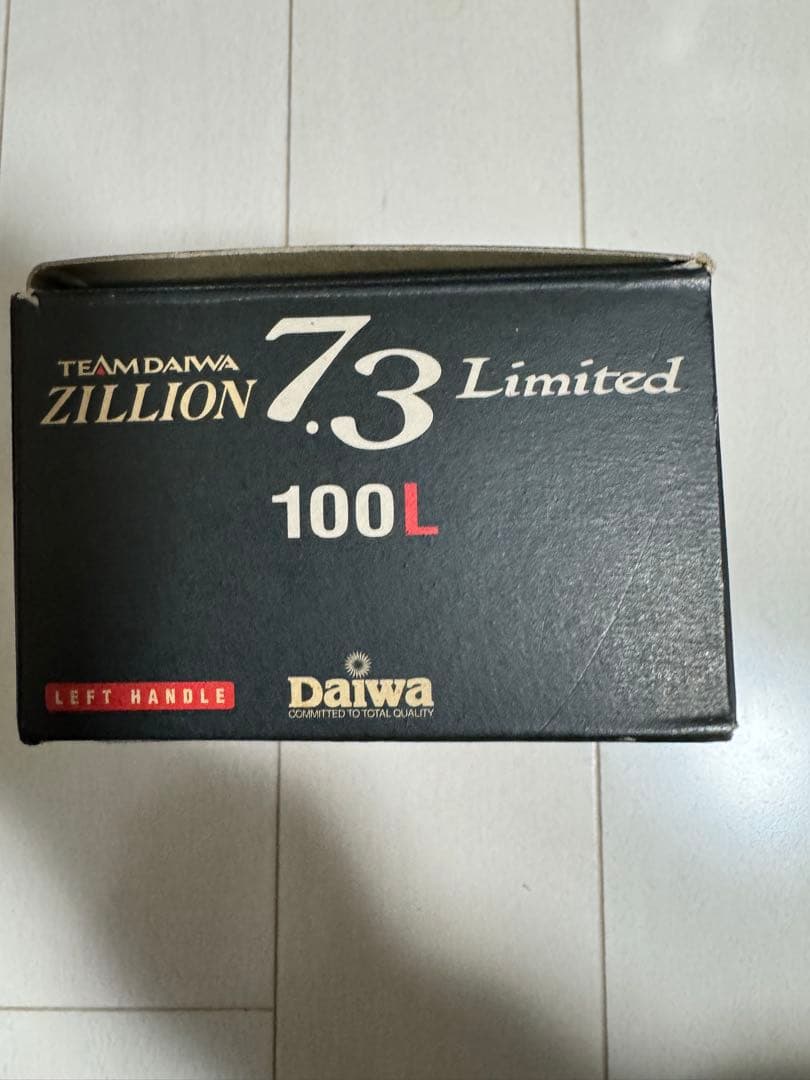 TEAM DAIWA
ZILLION 7.3 Limited
100L
LEFT HANDLE
Daiwa
COMMITTED TO TOTAL QUALITY